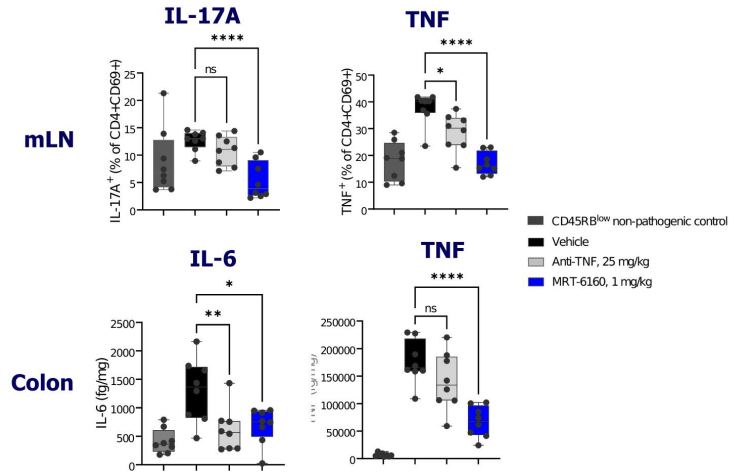 IL-17A
TNF
****
ns
****
*
mLN
IL-17A⁺ (% of CD4+CD69+)
25
20
15
10
5
0
TNF⁺ (% of CD4+CD69+)
50
40
30
20
10
0
CD45RBlow non-pathogenic control
Vehicle
Anti-TNF, 25 mg/kg
MRT-6160, 1 mg/kg
IL-6
TNF
*
**
****
ns
Colon
IL-6 (fg/mg)
2500
2000
1500
1000
500
0
250000
200000
150000
100000
50000
0